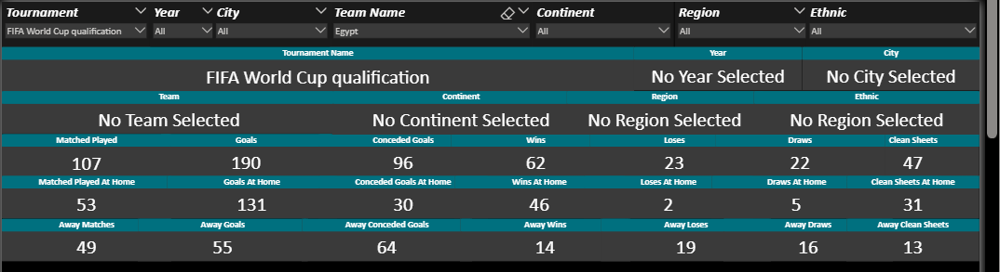 Tournament Year City Team Name Continent Region Ethnic
FIFA World Cup qualification All All Egypt All All All
Tournament Name Year City
FIFA World Cup qualification No Year Selected No City Selected
Team Continent Region Ethnic
No Team Selected No Continent Selected No Region Selected No Region Selected
Matched Played Goals Conceded Goals Wins Loses Draws Clean Sheets
107 190 96 62 23 22 47
Matched Played At Home Goals At Home Conceded Goals At Home Wins At Home Loses At Home Draws At Home Clean Sheets At Home
53 131 30 46 2 5 31
Away Matches Away Goals Away Conceded Goals Away Wins Away Loses Away Draws Away Clean Sheets
49 55 64 14 19 16 13